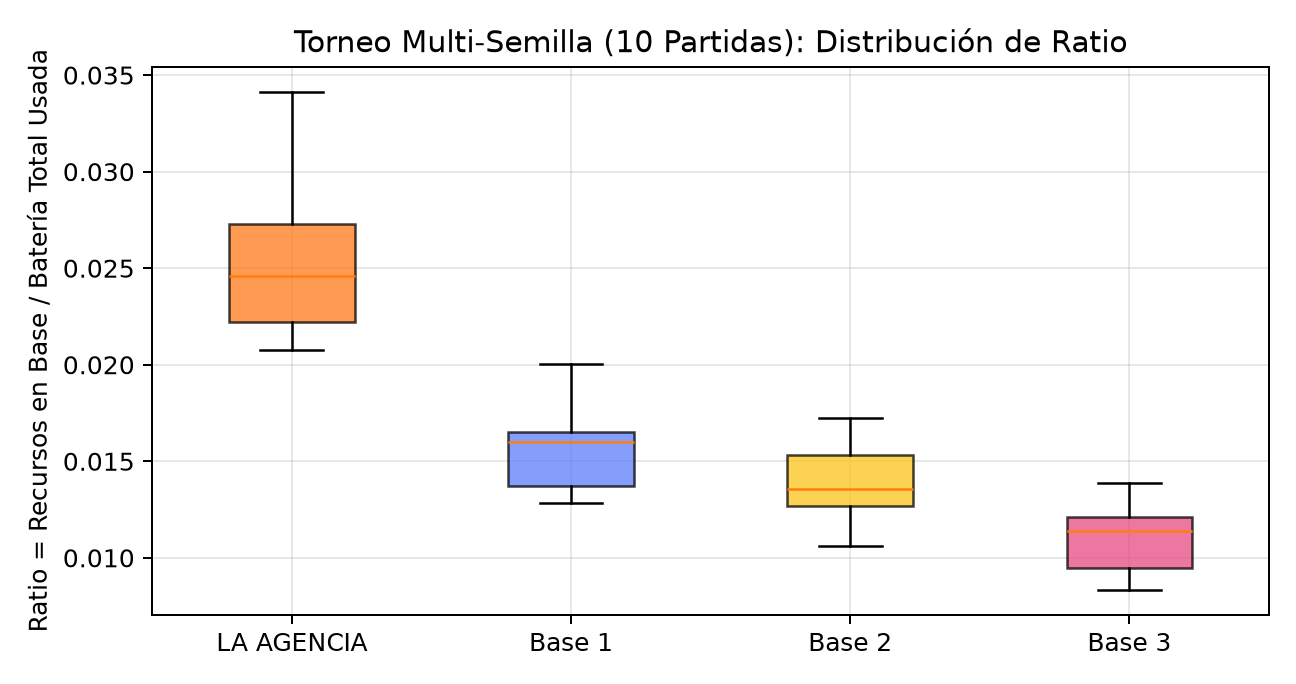 Torneo Multi-Semilla (10 Partidas): Distribución de Ratio
Ratio = Recursos en Base / Batería Total Usada
0.035
0.030
0.025
0.020
0.015
0.010
LA AGENCIA
Base 1
Base 2
Base 3